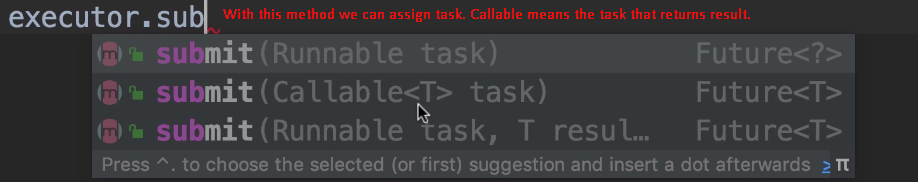 executor.sub With this method we can assign task. Callable means the task that returns result.
submit(Runnable task) Future<?>
submit(Callable<T> task) Future<T>
submit(Runnable task, T resul… Future<T>
Press ^. to choose the selected (or first) suggestion and insert a dot afterwards ≥ π